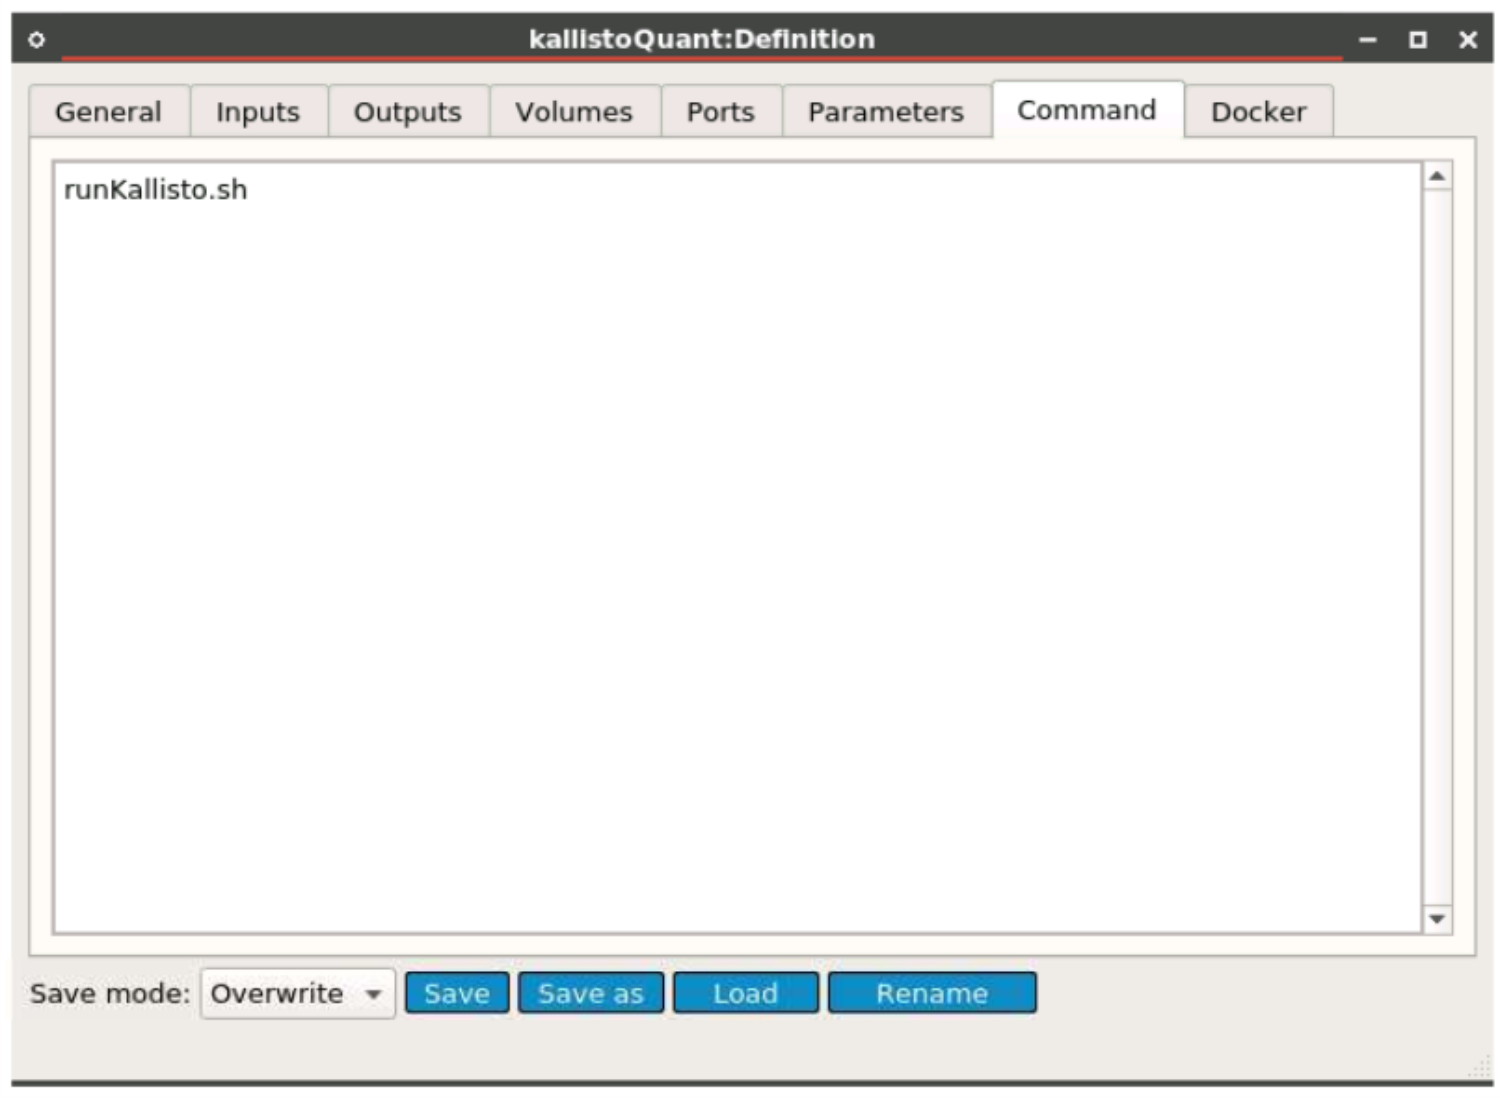 kallistoQuant:Definition
General Inputs Outputs Volumes Ports Parameters Command Docker
runKallisto.sh
Save mode: Overwrite Save Save as Load Rename